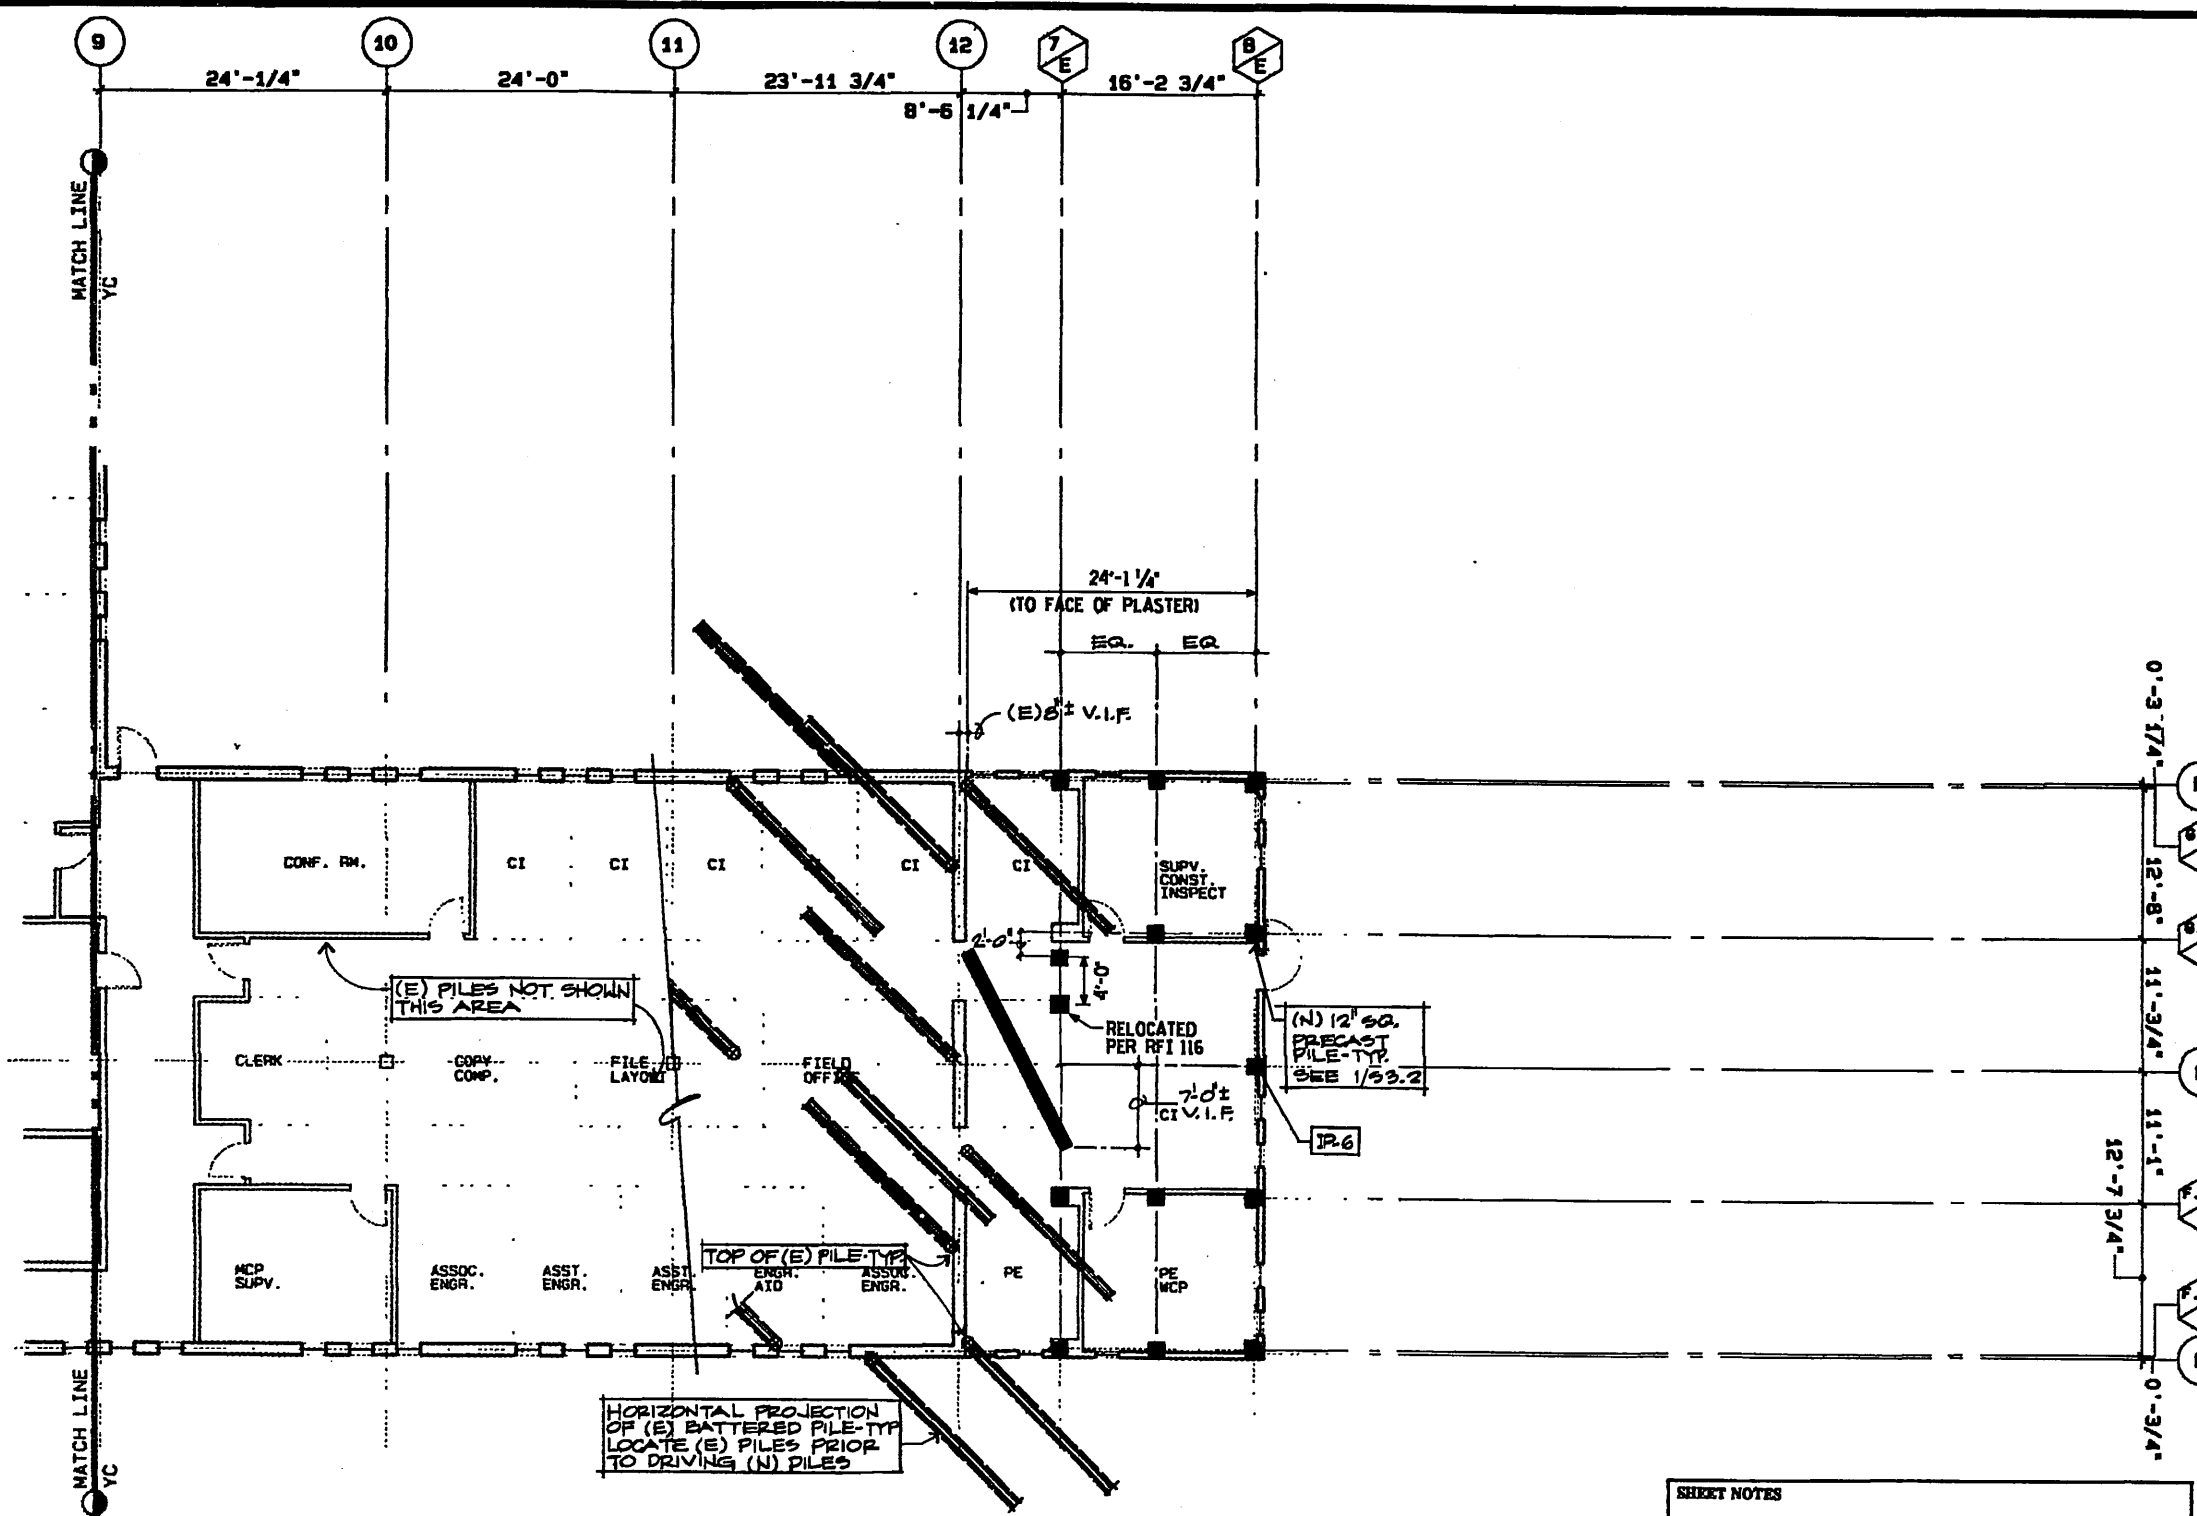 9
10
11
12
7
E
8
E
24'-1/4"
24'-0"
23'-11 3/4"
16'-2 3/4"
8'-6 1/4"
MATCH LINE
YC
24'-1 1/4"
(TO FACE OF PLASTER)
EQ. EQ
(E) 8"± V.I.F.
0'-3 1/4"
12'-8"
11'-3/4"
11'-1"
12'-7 3/4"
0'-3/4"
CONF. RM.
CI
CI
CI
CI
CI
SUPV.
CONST.
INSPECT
2'-0"
4'-0"
(E) PILES NOT SHOWN
THIS AREA
RELOCATED
PER RFI 116
(N) 12" SQ.
PRECAST
PILE-TYP.
SEE 1/S3.2
CLERK
COPY
COMP.
FILE
LAYOUT
FIELD
7'-0"±
CI V.I.F.
IP-6
TOP OF (E) PILE-TYP.
MCP
SUPV.
ASSOC.
ENGR.
ASST.
ENGR.
ASST.
ENGR.
ENGR.
AID
ASSOC.
ENGR.
PE
PE
WCP
HORIZONTAL PROJECTION
OF (E) BATTERED PILE-TYP
LOCATE (E) PILES PRIOR
TO DRIVING (N) PILES
MATCH LINE
YC
SHEET NOTES